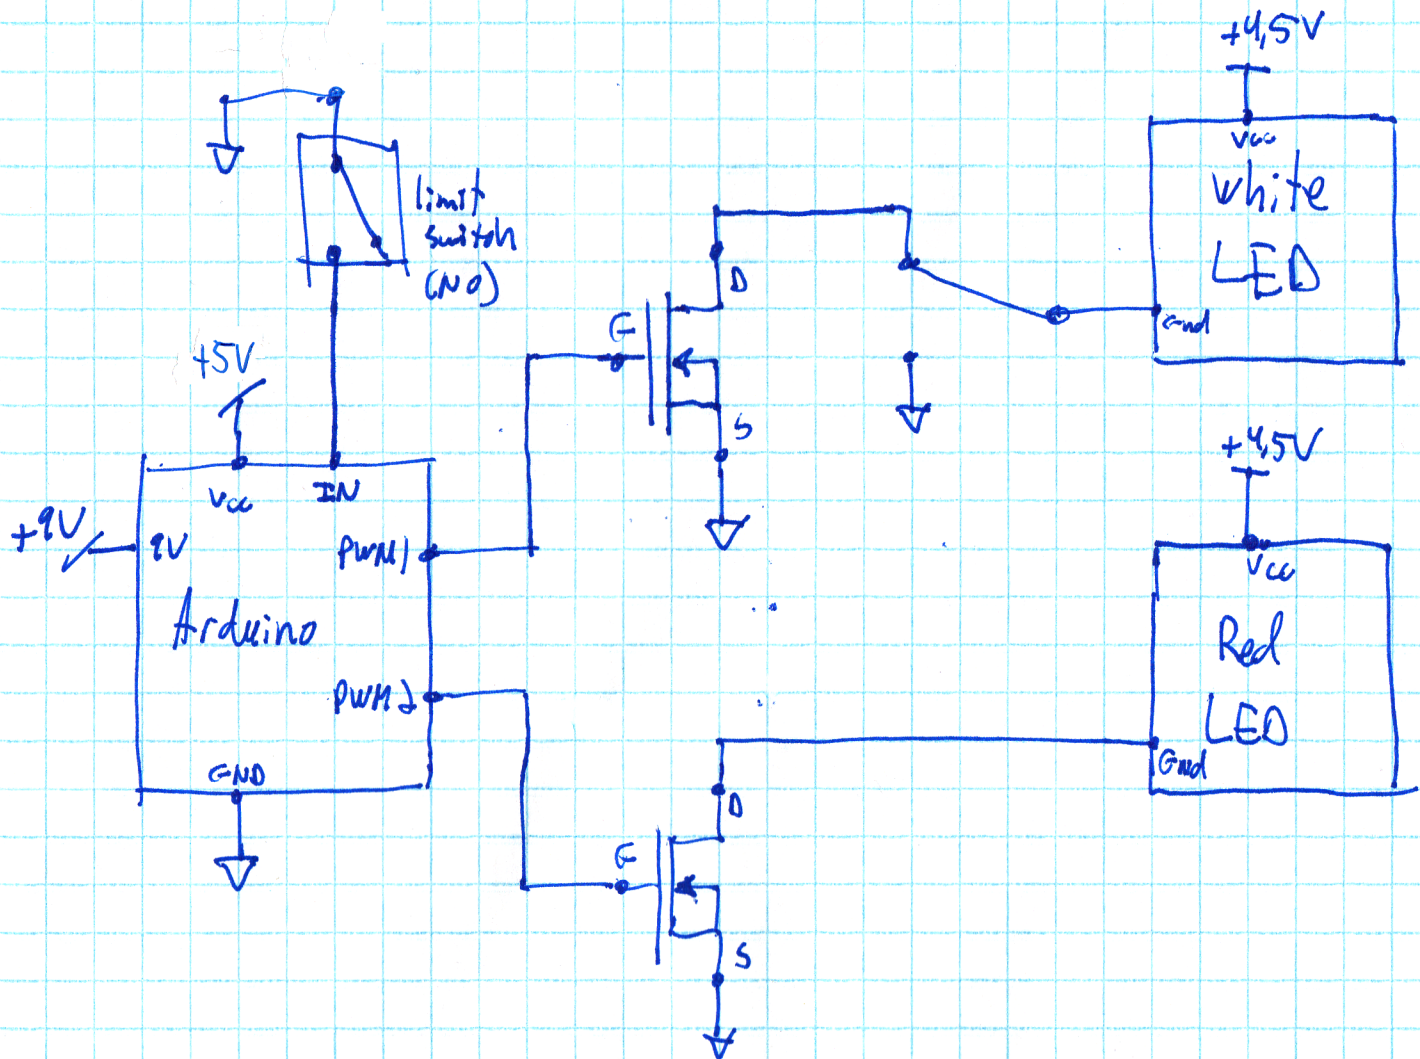 +4,5V
Vcc
White
LED
Gnd
limit
switch
(NO)
D
G
S
+5V
Vcc
IN
+9V
9V
PWM1
Arduino
PWM2
GND
+4,5V
Vcc
Red
LED
Gnd
D
G
S